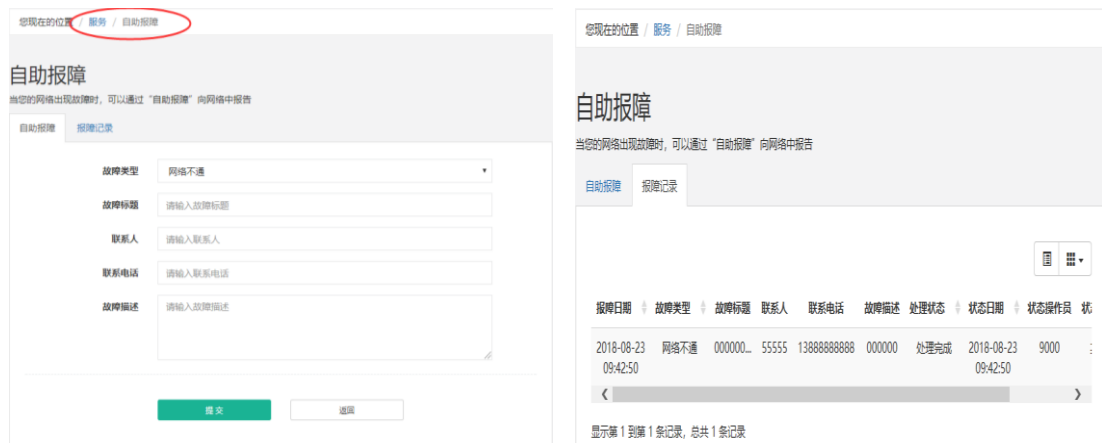 您现在的位置 / 服务 / 自助报障
自助报障
当您的网络出现故障时，可以通过“自助报障”向网络中报告
自助报障 报障记录
故障类型 网络不通
故障标题 请输入故障标题
联系人 请输入联系人
联系电话 请输入联系电话
故障描述 请输入故障描述
提交 返回
您现在的位置 / 服务 / 自助报障
自助报障
当您的网络出现故障时，可以通过“自助报障”向网络中报告
自助报障 报障记录
报障日期 故障类型 故障标题 联系人 联系电话 故障描述 处理状态 状态日期 状态操作员 状
2018-08-23 网络不通 000000... 55555 13888888888 000000 处理完成 2018-08-23 9000
09:42:50 09:42:50
显示第 1 到第 1 条记录，总共 1 条记录